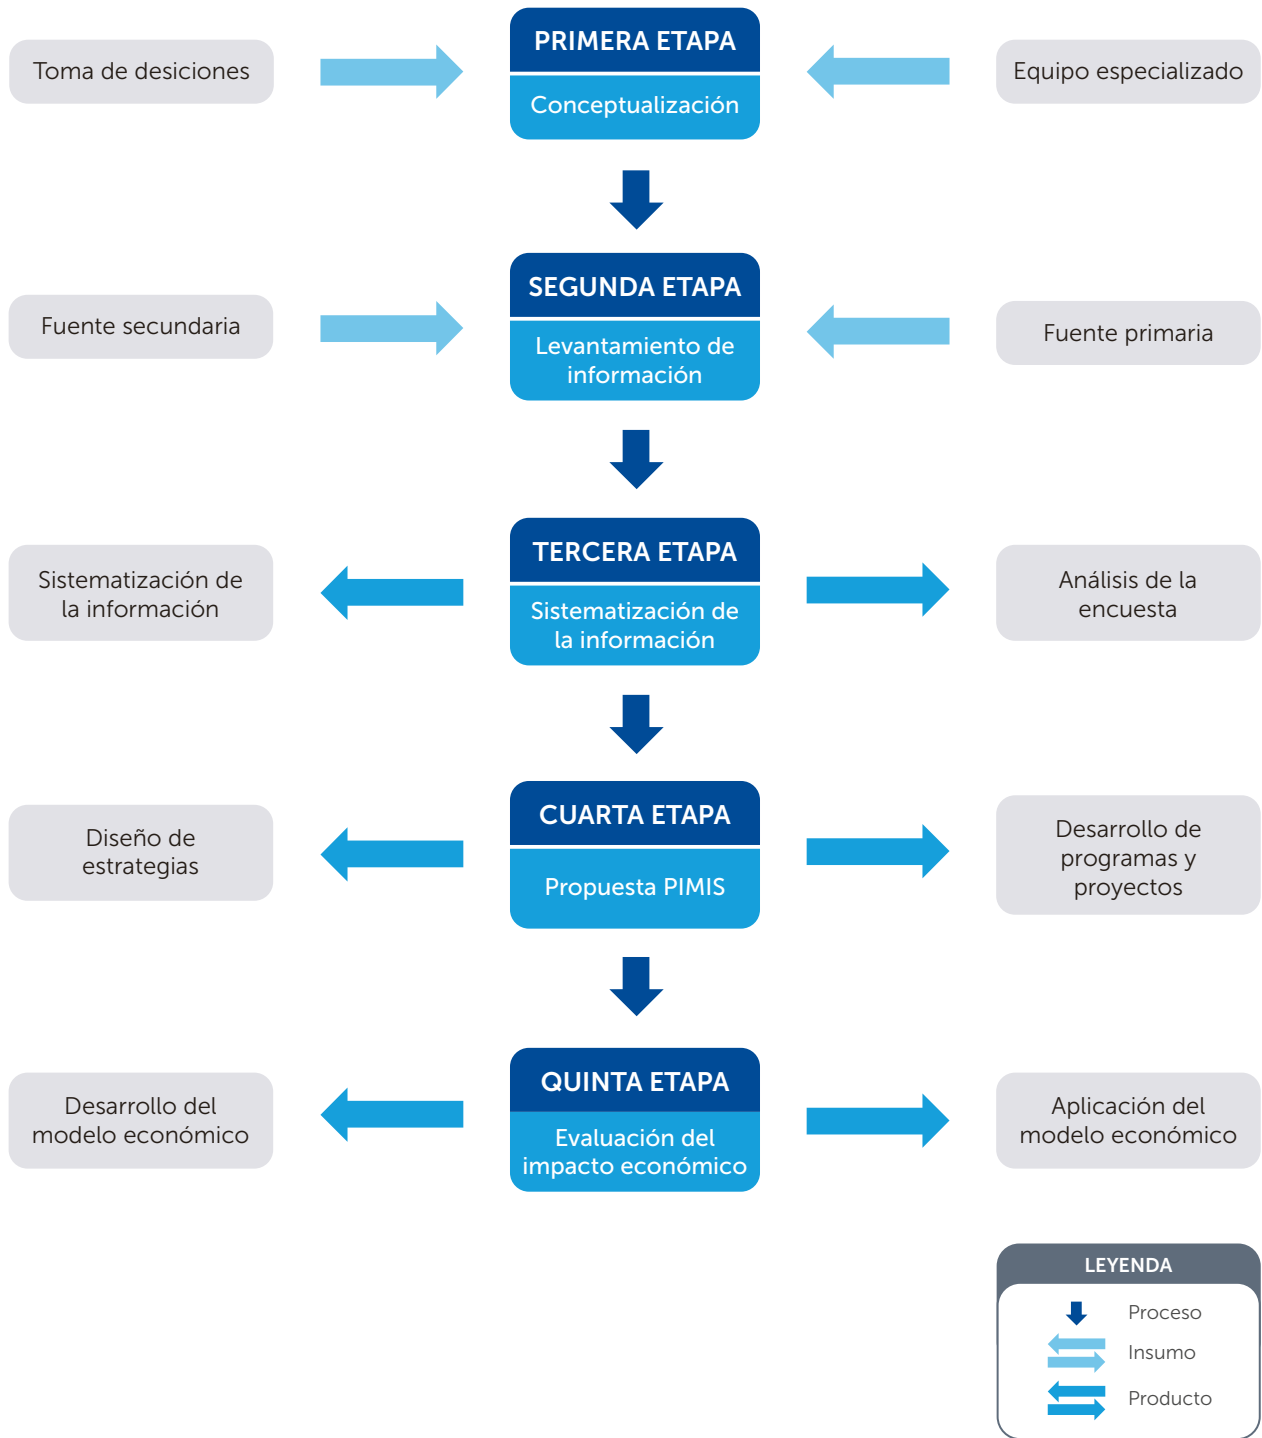 PRIMERA ETAPA
Toma de desiciones
Equipo especializado
Conceptualización
SEGUNDA ETAPA
Fuente secundaria
Fuente primaria
Levantamiento de
información
TERCERA ETAPA
Sistematización de
la información
Análisis de la
encuesta
Sistematización de
la información
CUARTA ETAPA
Diseño de
estrategias
Desarrollo de
programas y
proyectos
Propuesta PIMIS
QUINTA ETAPA
Desarrollo del
modelo económico
Aplicación del
modelo económico
Evaluación del
impacto económico
LEYENDA
Proceso
Insumo
Producto